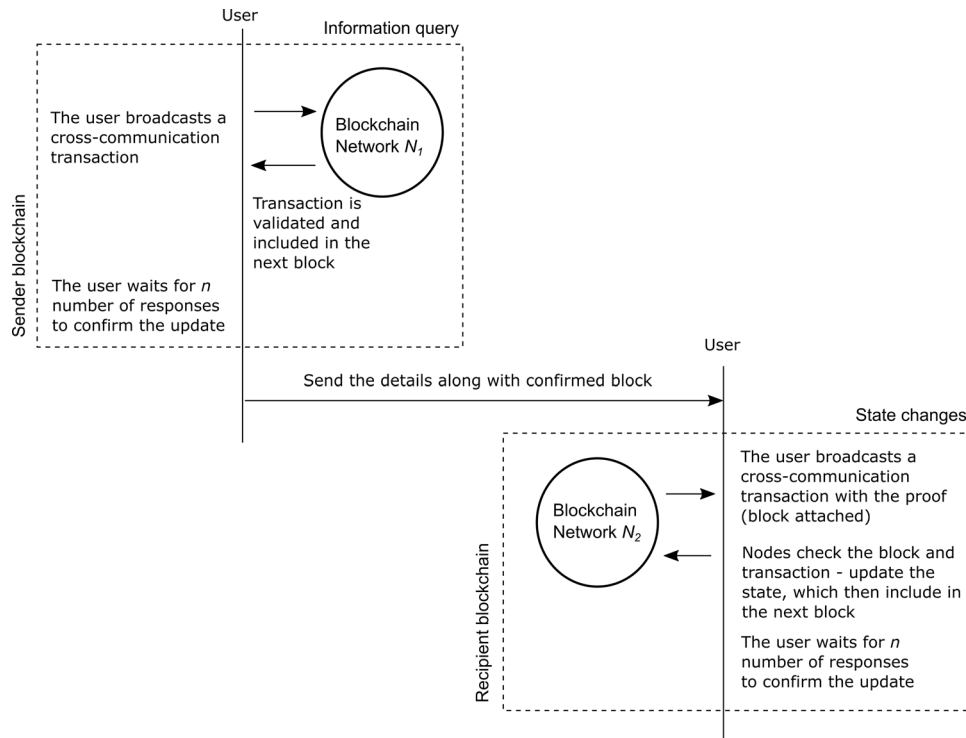 User
Information query
The user broadcasts a
cross-communication
transaction
Blockchain
Network N1
Transaction is
validated and
included in the
next block
The user waits for n
number of responses
to confirm the update
Sender blockchain
User
Send the details along with confirmed block
State changes
Blockchain
Network N2
The user broadcasts a
cross-communication
transaction with the proof
(block attached)
Nodes check the block and
transaction - update the
state, which then include in
the next block
The user waits for n
number of responses
to confirm the update
Recipient blockchain